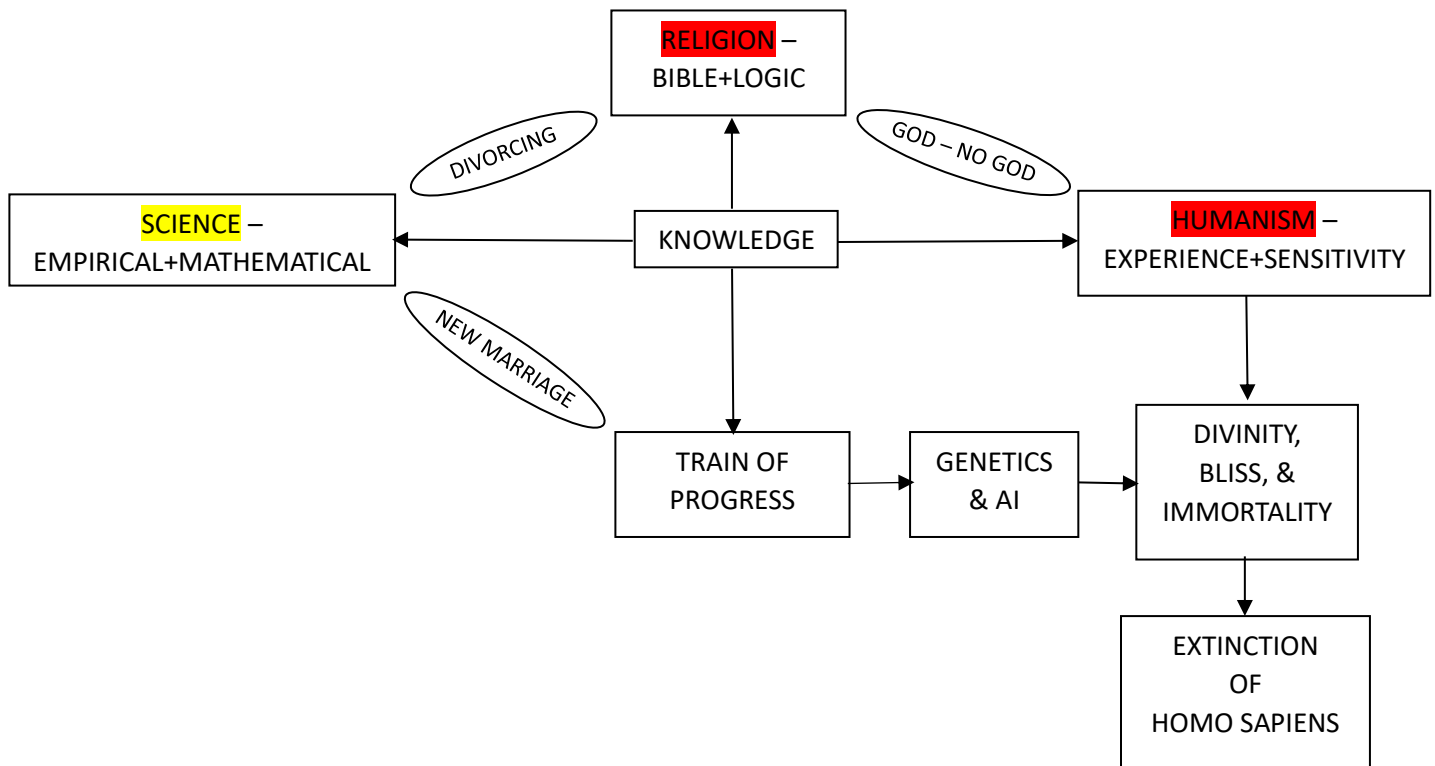 RELIGION –
BIBLE+LOGIC
DIVORCING
GOD – NO GOD
SCIENCE –
EMPIRICAL+MATHEMATICAL
KNOWLEDGE
HUMANISM –
EXPERIENCE+SENSITIVITY
NEW MARRIAGE
TRAIN OF
PROGRESS
GENETICS
& AI
DIVINITY,
BLISS, &
IMMORTALITY
EXTINCTION
OF
HOMO SAPIENS